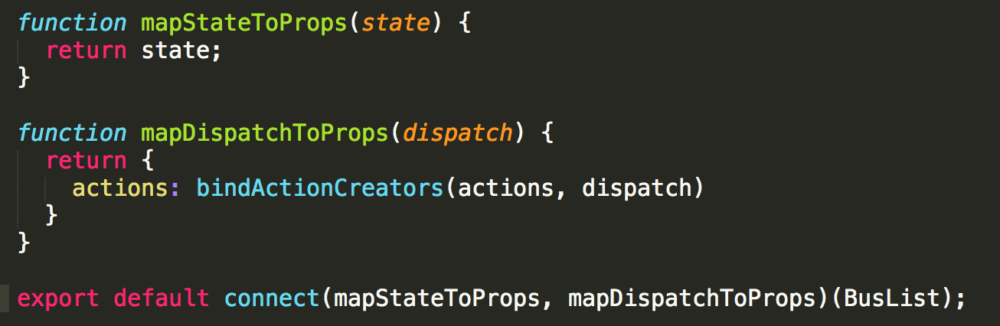 function mapStateToProps(state) {
  return state;
}

function mapDispatchToProps(dispatch) {
  return {
    actions: bindActionCreators(actions, dispatch)
  }
}

export default connect(mapStateToProps, mapDispatchToProps)(BusList);